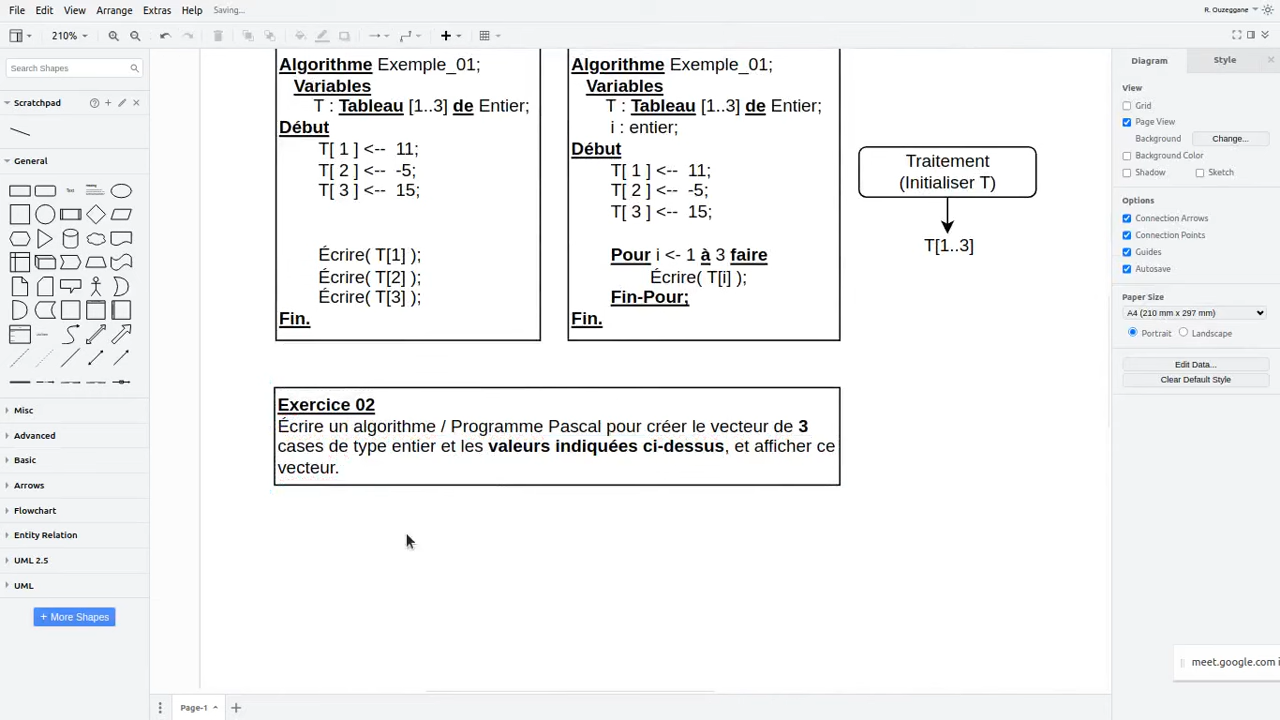 File Edit View Arrange Extras Help Saving...
R. Ouzeggane
210%
Search Shapes
Scratchpad
General
Text
Misc
Advanced
Basic
Arrows
Flowchart
Entity Relation
UML 2.5
UML
+ More Shapes
Algorithme Exemple_01;
Variables
T : Tableau [1..3] de Entier;
Début
T[ 1 ] <-- 11;
T[ 2 ] <-- -5;
T[ 3 ] <-- 15;
Écrire( T[1] );
Écrire( T[2] );
Écrire( T[3] );
Fin.
Algorithme Exemple_01;
Variables
T : Tableau [1..3] de Entier;
i : entier;
Début
T[ 1 ] <-- 11;
T[ 2 ] <-- -5;
T[ 3 ] <-- 15;
Pour i <- 1 à 3 faire
Écrire( T[i] );
Fin-Pour;
Fin.
Traitement
(Initialiser T)
T[1..3]
Exercice 02
Écrire un algorithme / Programme Pascal pour créer le vecteur de 3
cases de type entier et les valeurs indiquées ci-dessus, et afficher ce
vecteur.
Diagram Style
View
Grid
Page View
Background Change...
Background Color
Shadow Sketch
Options
Connection Arrows
Connection Points
Guides
Autosave
Paper Size
A4 (210 mm x 297 mm)
Portrait Landscape
Edit Data...
Clear Default Style
meet.google.com i
Page-1